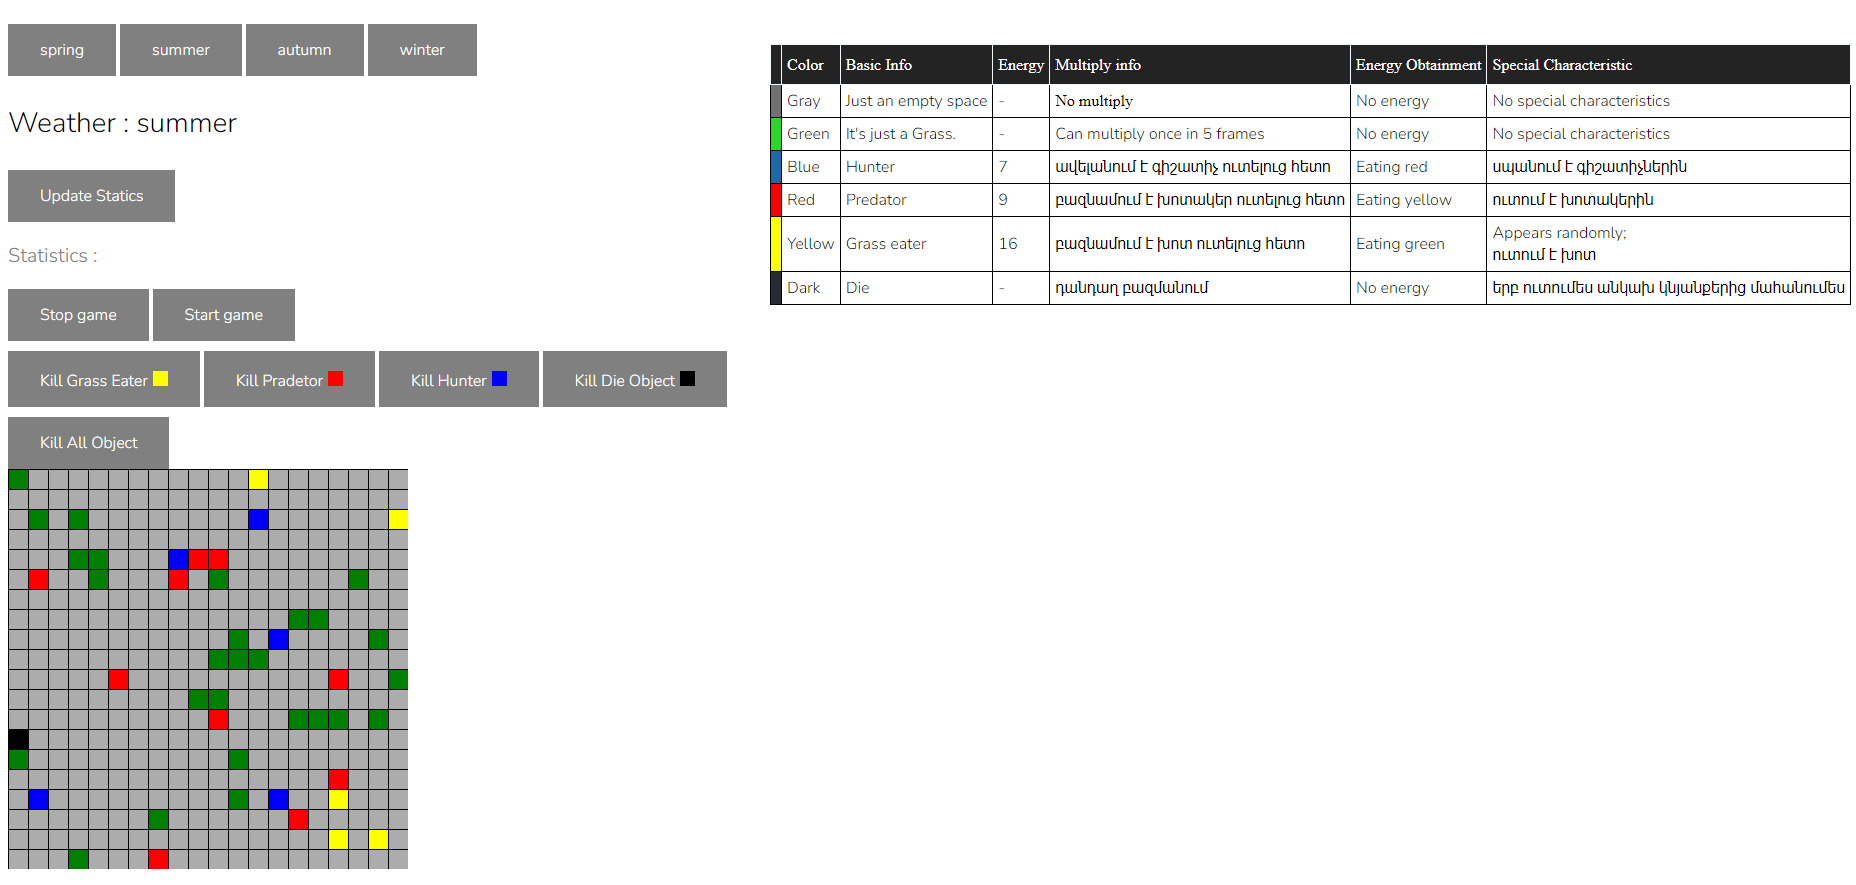 spring summer autumn winter
Weather : summer
Update Statics
Statistics :
Stop game Start game
Kill Grass Eater Kill Pradetor Kill Hunter Kill Die Object
Kill All Object
Color Basic Info Energy Multiply info Energy Obtainment Special Characteristic
Gray Just an empty space - No multiply No energy No special characteristics
Green It's just a Grass. - Can multiply once in 5 frames No energy No special characteristics
Blue Hunter 7 ավելանում է գիշատիչ ուտելուց հետո Eating red սպանում է գիշատիչներին
Red Predator 9 բազնամում է խոտակեր ուտելուց հետո Eating yellow ուտում է խոտակերին
Yellow Grass eater 16 բազնամում է խոտ ուտելուց հետո Eating green Appears randomly;
ուտում է խոտ
Dark Die - դանդաղ բազմանում No energy երբ ուտումես անկախ կնյանքերից մահանումես